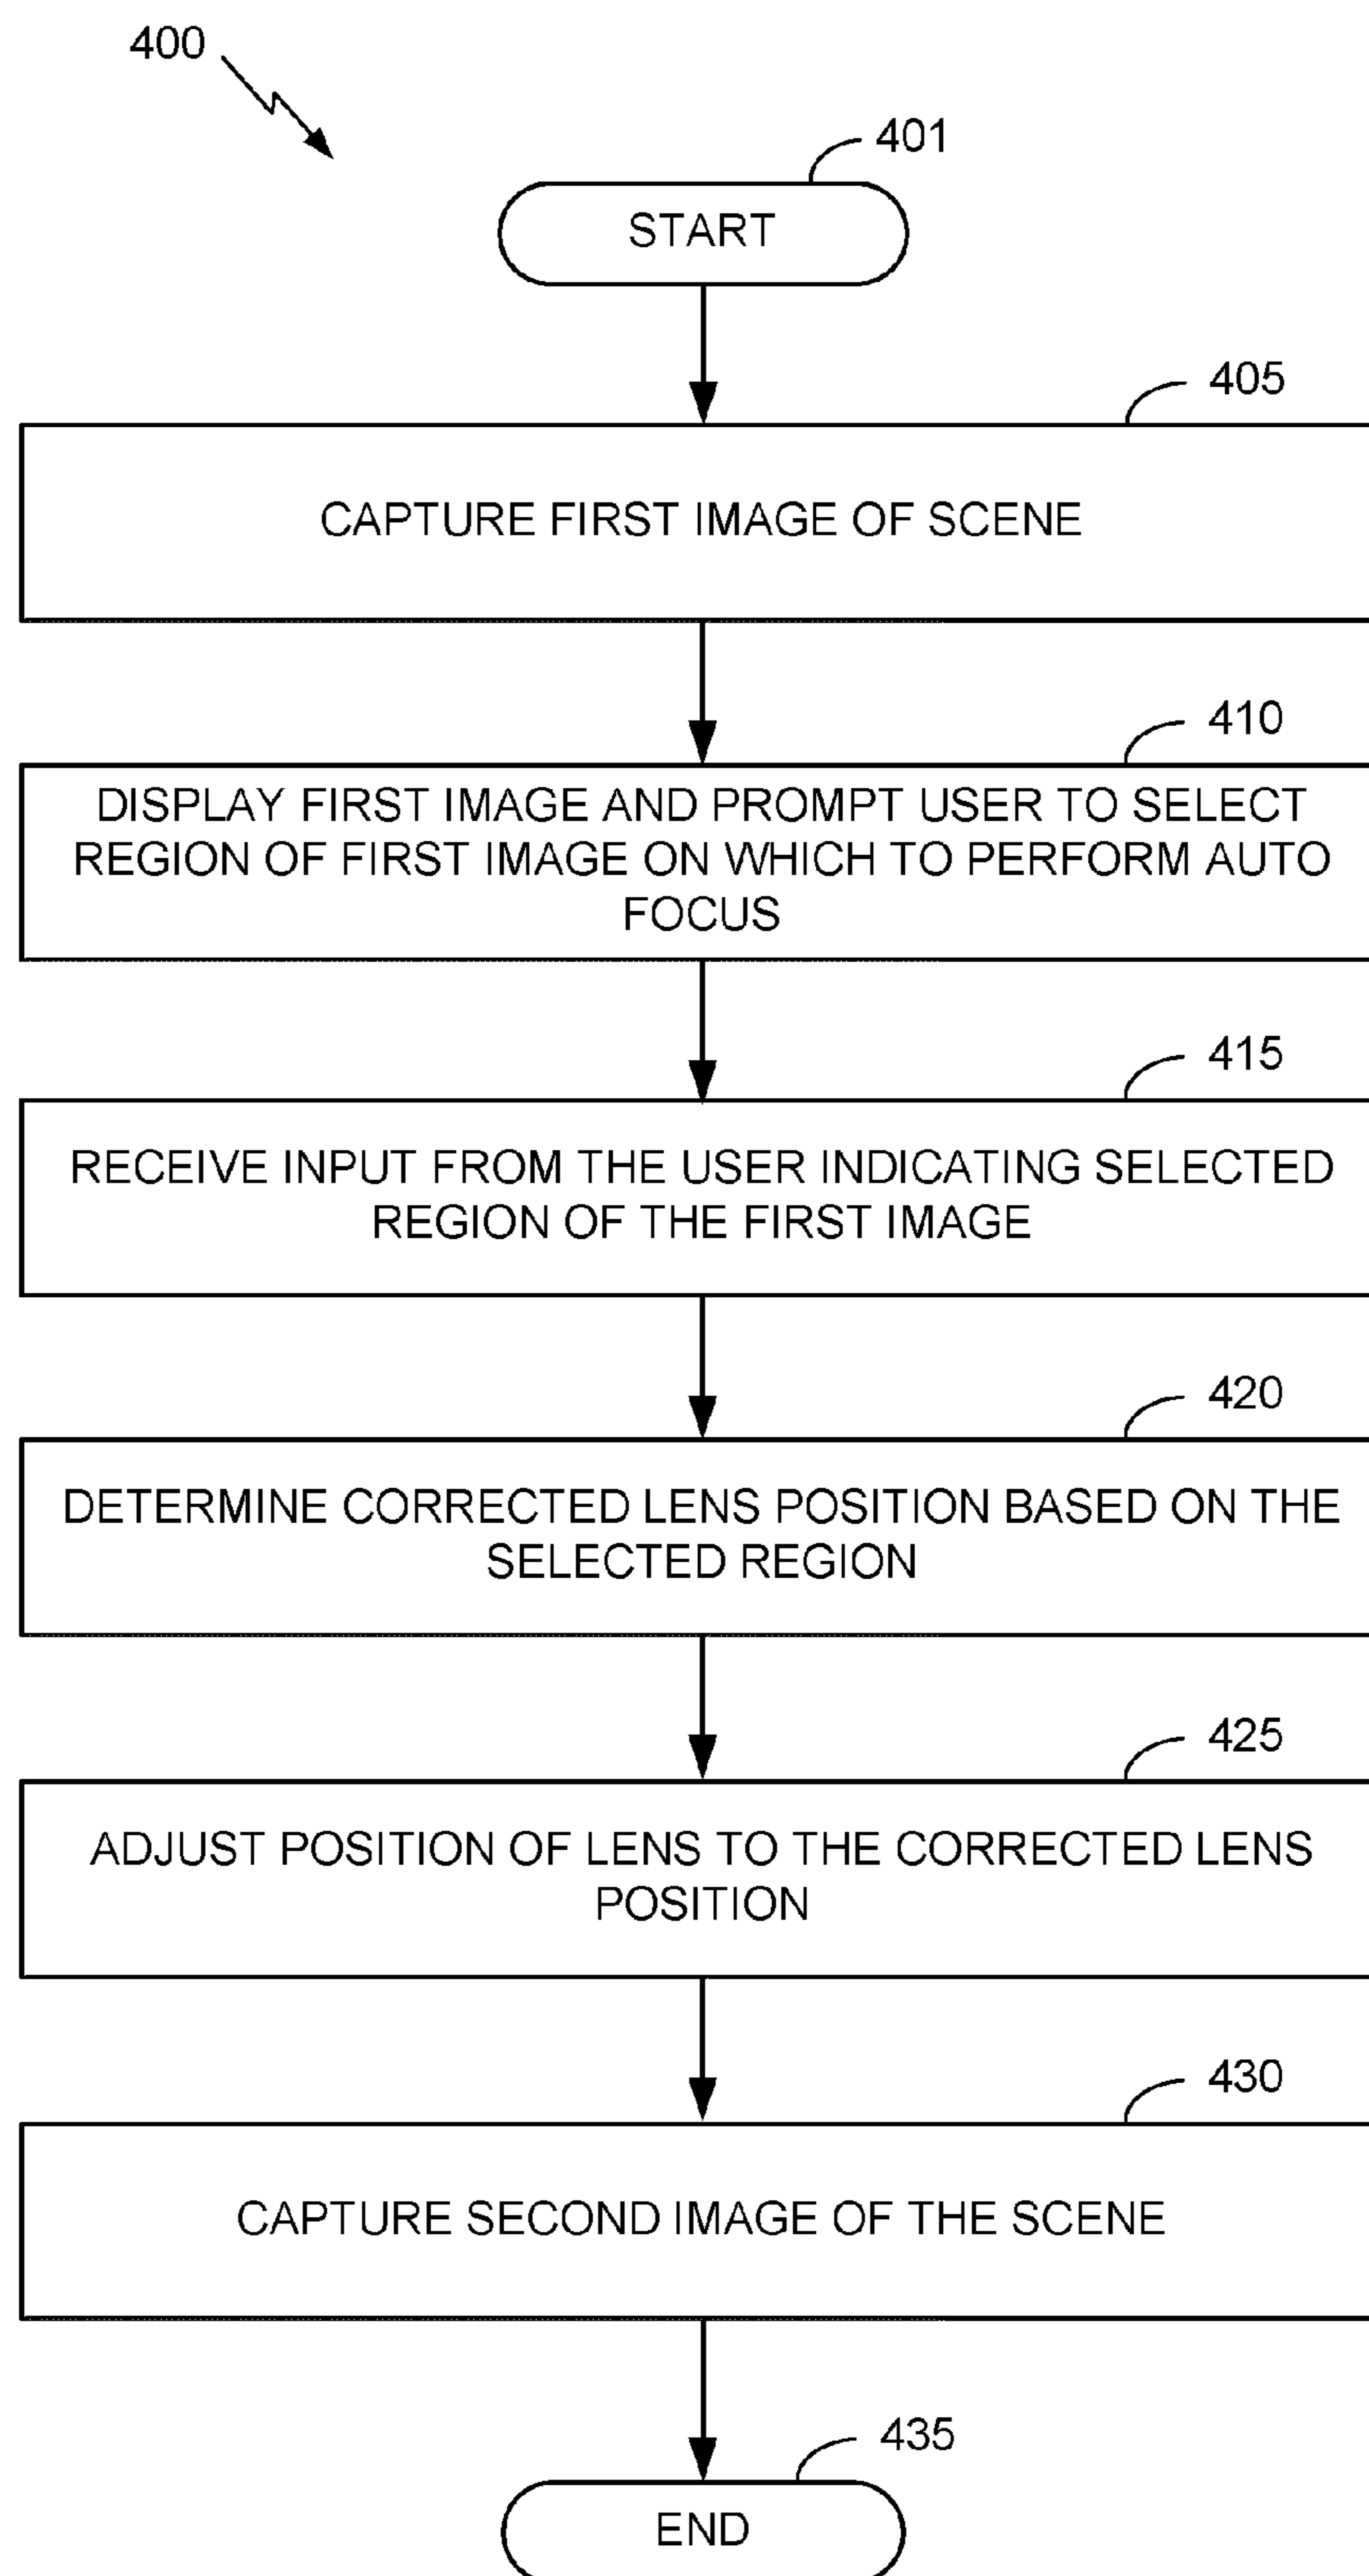 400
401
START
405
CAPTURE FIRST IMAGE OF SCENE
410
DISPLAY FIRST IMAGE AND PROMPT USER TO SELECT
REGION OF FIRST IMAGE ON WHICH TO PERFORM AUTO
FOCUS
415
RECEIVE INPUT FROM THE USER INDICATING SELECTED
REGION OF THE FIRST IMAGE
420
DETERMINE CORRECTED LENS POSITION BASED ON THE
SELECTED REGION
425
ADJUST POSITION OF LENS TO THE CORRECTED LENS
POSITION
430
CAPTURE SECOND IMAGE OF THE SCENE
435
END